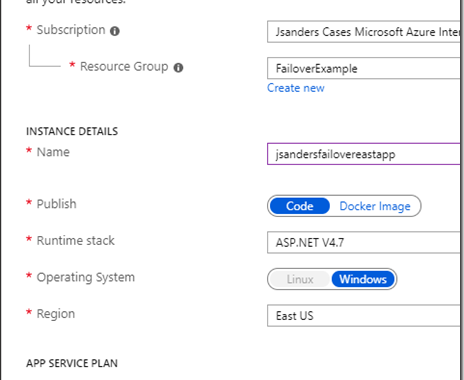 all your resources.
* Subscription
Jsanders Cases Microsoft Azure Inter
* Resource Group
FailoverExample
Create new
INSTANCE DETAILS
* Name
jsandersfailovereastapp
* Publish
Code Docker Image
* Runtime stack
ASP.NET V4.7
* Operating System
Linux Windows
* Region
East US
APP SERVICE PLAN